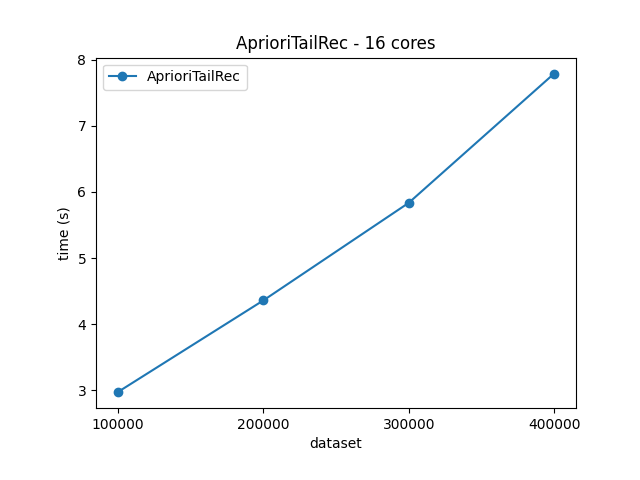 AprioriTailRec - 16 cores
AprioriTailRec
8
7
6
5
4
3
time (s)
100000 200000 300000 400000
dataset